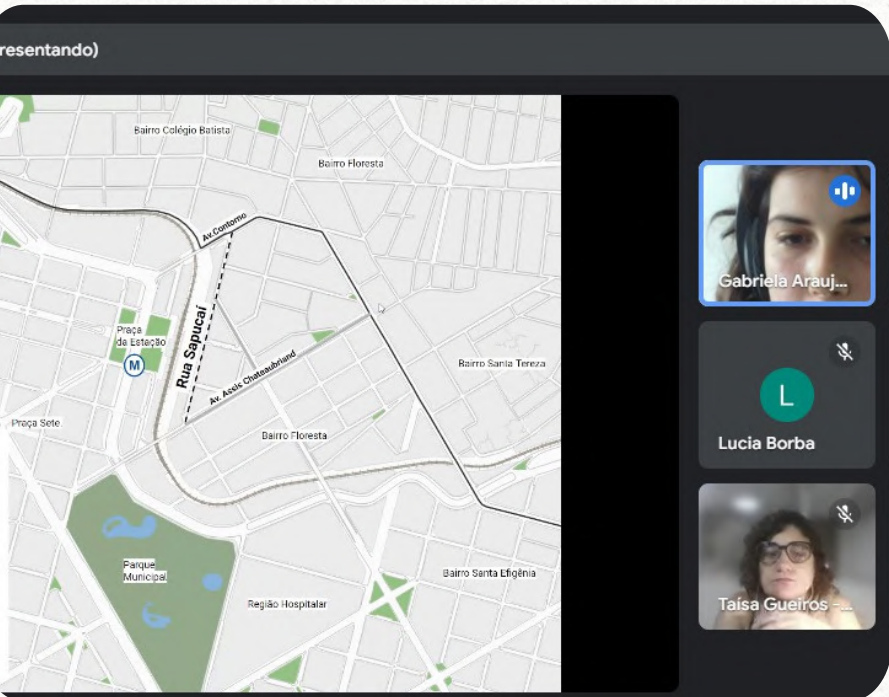 resentando)
Bairro Colégio Batista
Bairro Floresta
Av.Contorno
Rua Sapucaí
Praça
da Estação
M
Av. Assis Chateaubriand
Bairro Santa Tereza
Praça Sete
Bairro Floresta
Parque
Municipal
Bairro Santa Efigênia
Região Hospitalar
Gabriela Arauj...
L
Lucia Borba
Taísa Gueiros -...